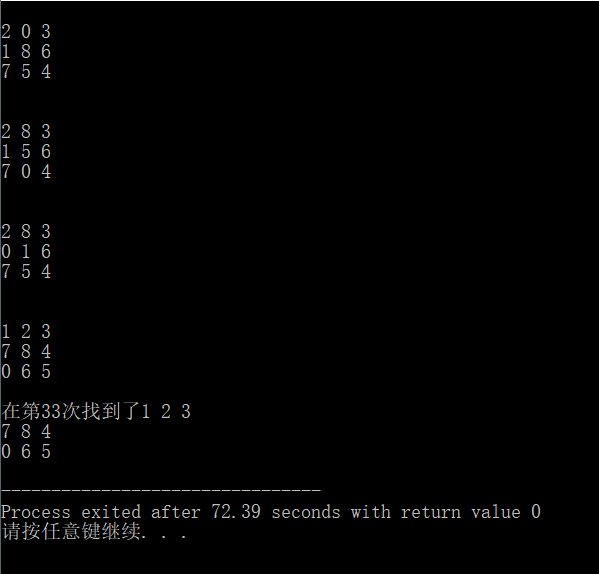 2 0 3
1 8 6
7 5 4
2 8 3
1 5 6
7 0 4
2 8 3
0 1 6
7 5 4
1 2 3
7 8 4
0 6 5
在第33次找到了1 2 3
7 8 4
0 6 5
--------------------------------
Process exited after 72.39 seconds with return value 0
请按任意键继续. . .